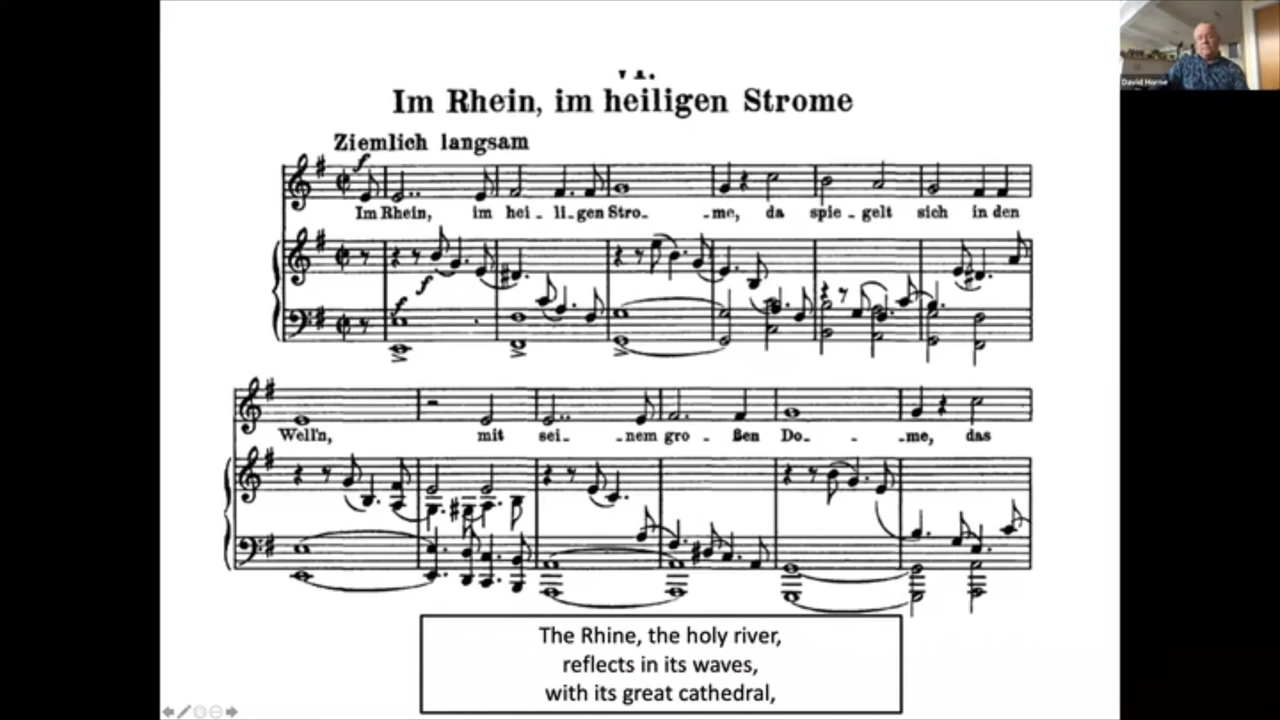 VI.
Im Rhein, im heiligen Strome
Ziemlich langsam
f
Im Rhein, im hei - li - gen Stro - - me, da spie - gelt sich in den
f
f
Well'n, mit sei - - nem gro - ßen Do - - - me, das
The Rhine, the holy river,
reflects in its waves,
with its great cathedral,
David Horne